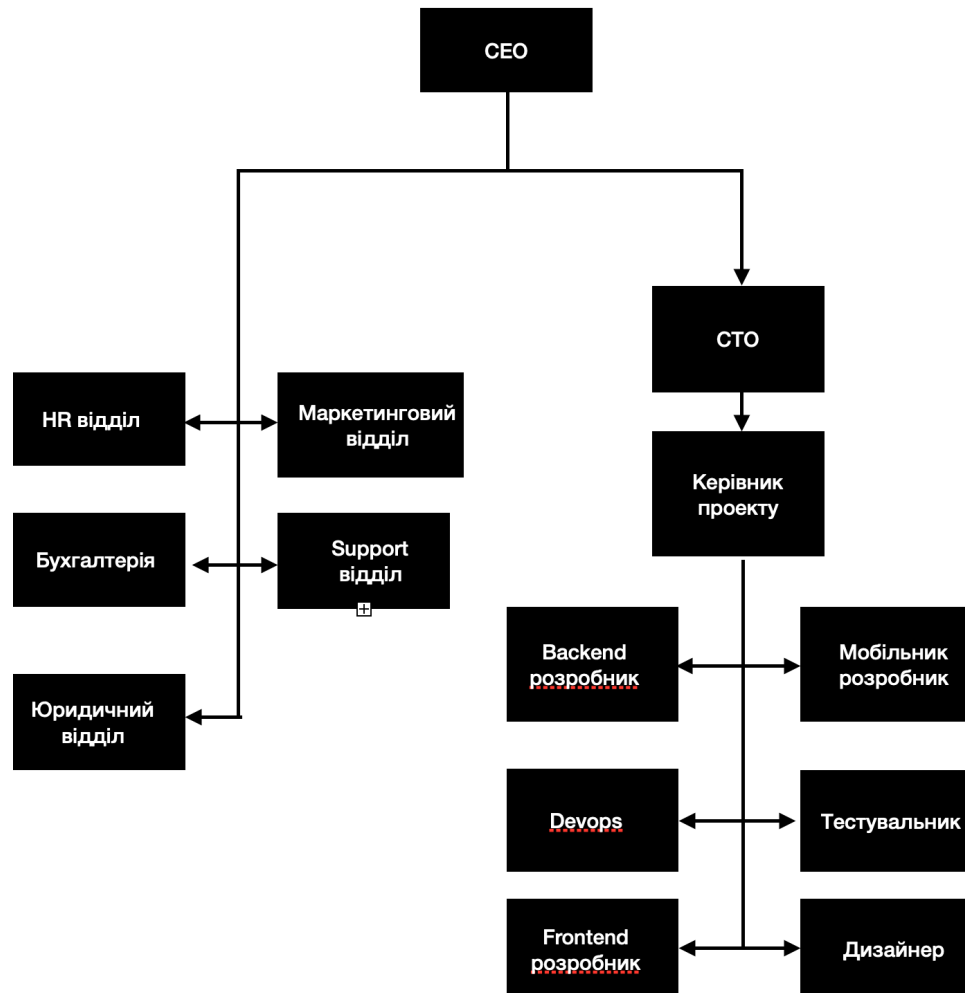 CEO
CTO
HR відділ
Маркетинговий
відділ
Керівник
проекту
Бухгалтерія
Support
відділ
Backend
розробник
Мобільник
розробник
Юридичний
відділ
Devops
Тестувальник
Frontend
розробник
Дизайнер